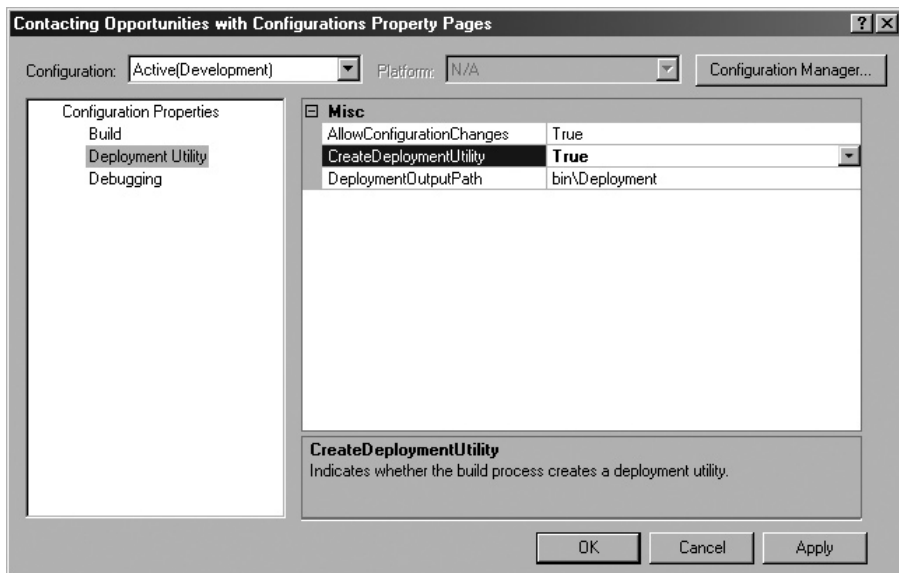 Contacting Opportunities with Configurations Property Pages
Configuration: Active(Development) Platform: N/A Configuration Manager...
Configuration Properties
Build
Deployment Utility
Debugging
Misc
AllowConfigurationChanges True
CreateDeploymentUtility True
DeploymentOutputPath bin\Deployment
CreateDeploymentUtility
Indicates whether the build process creates a deployment utility.
OK Cancel Apply